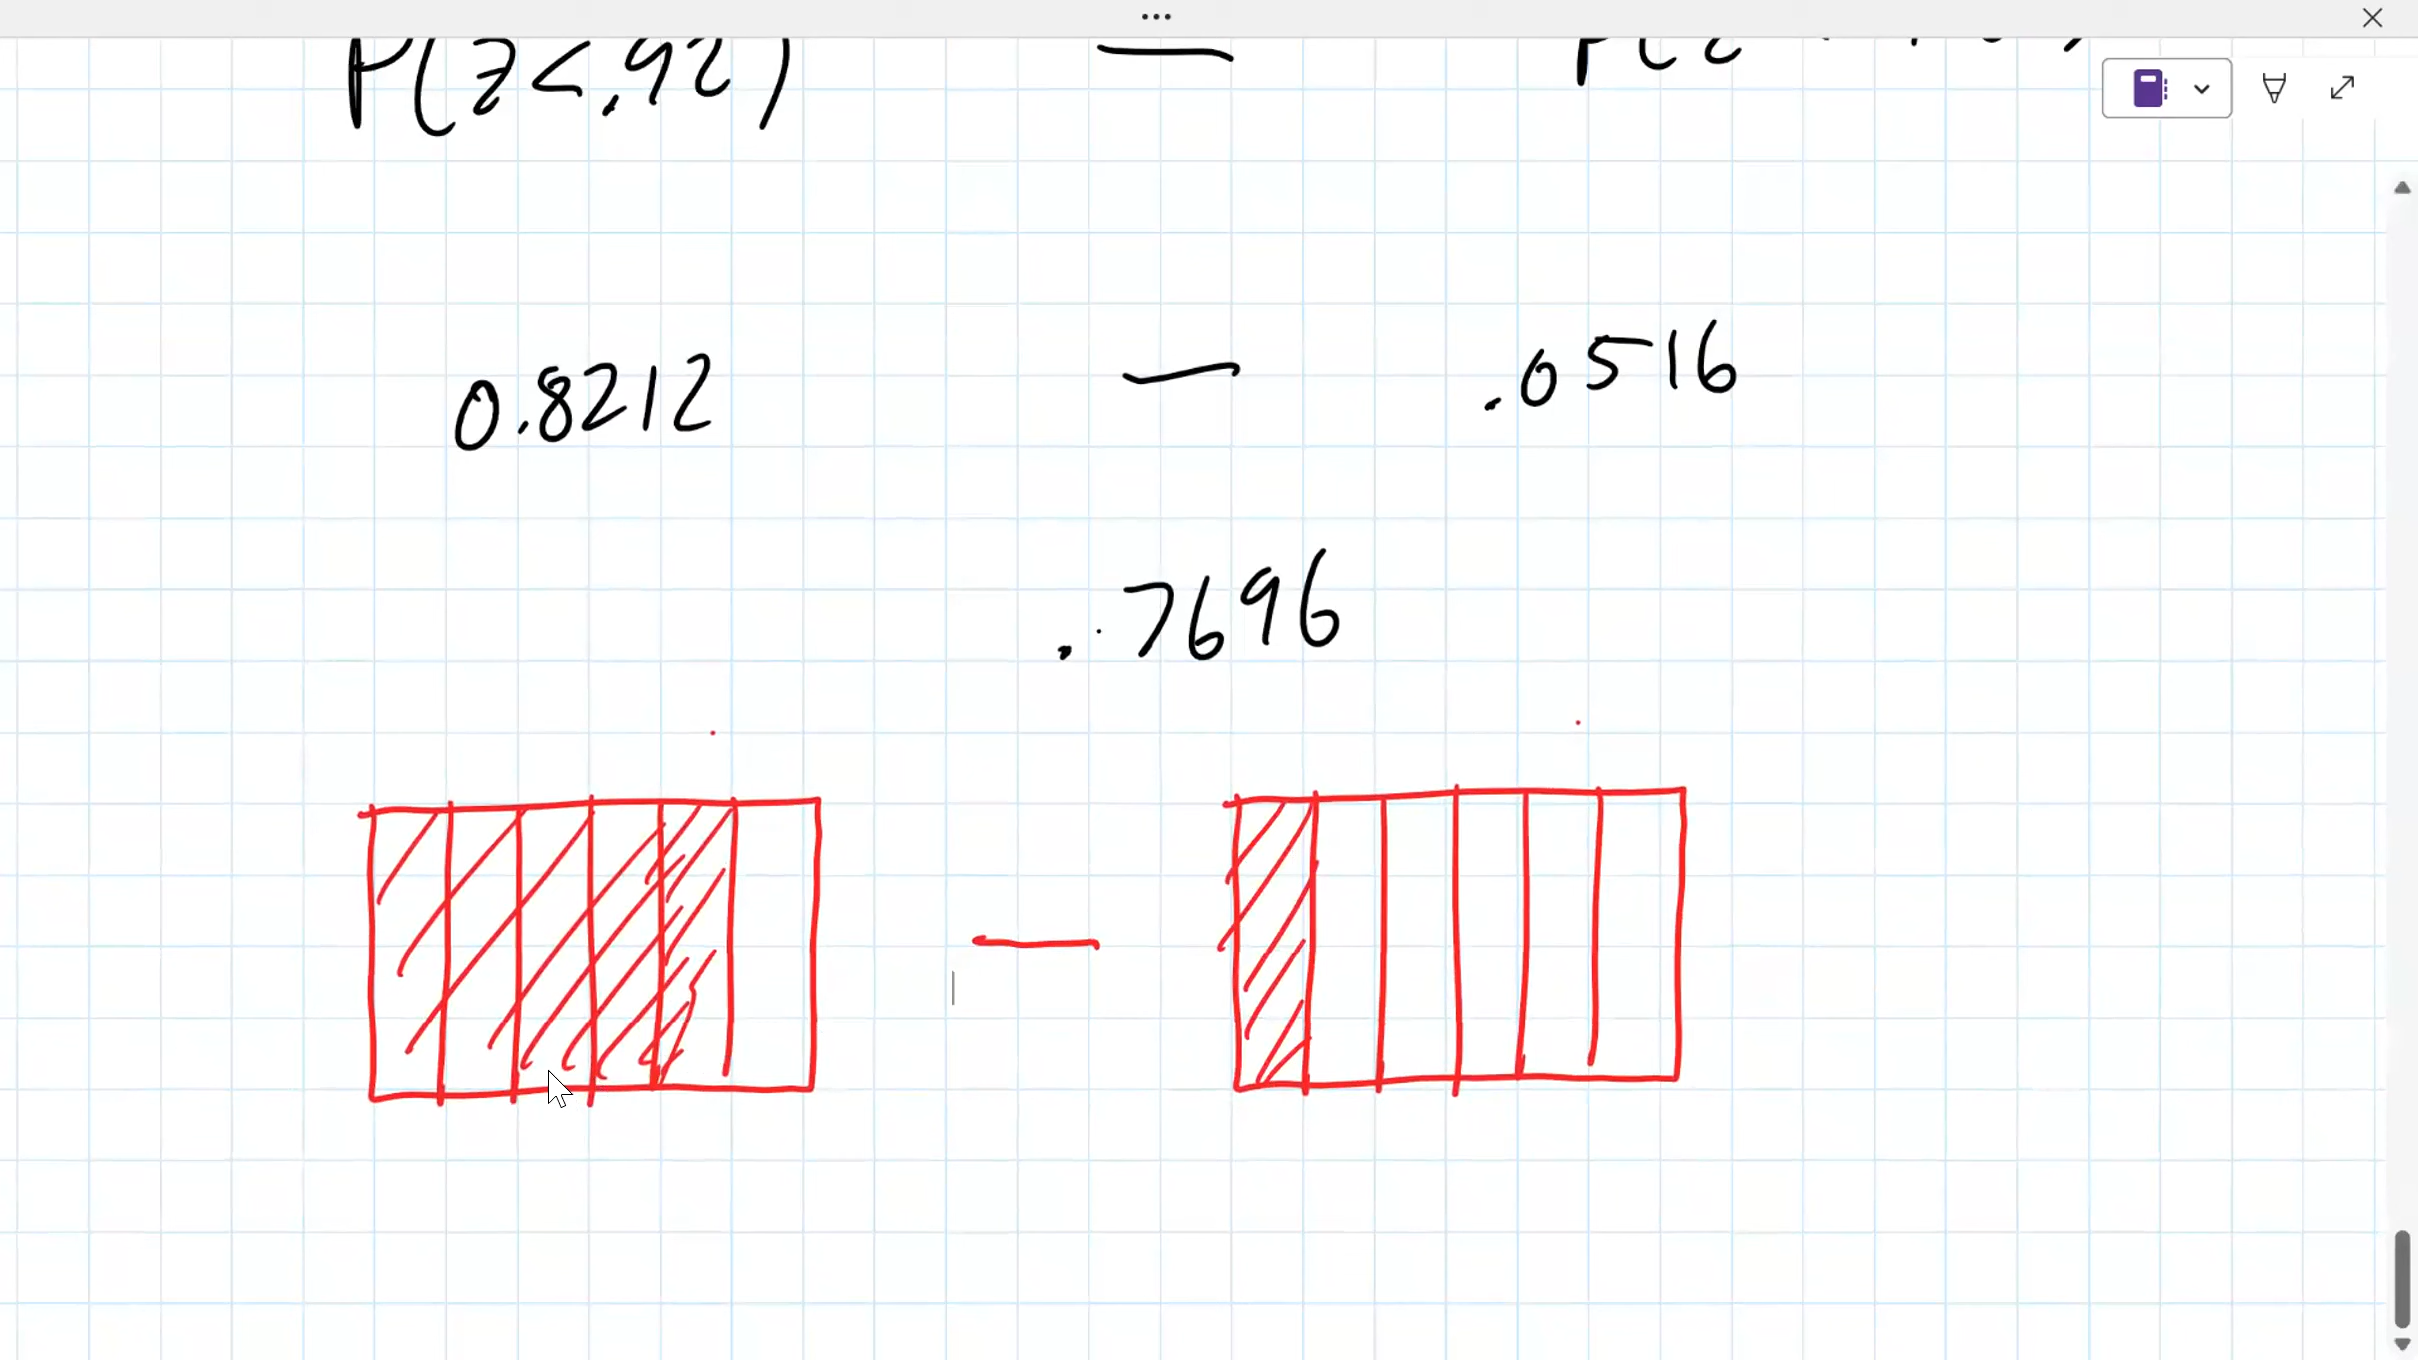 P(z<.92) —
0.8212 — .0516
.7696